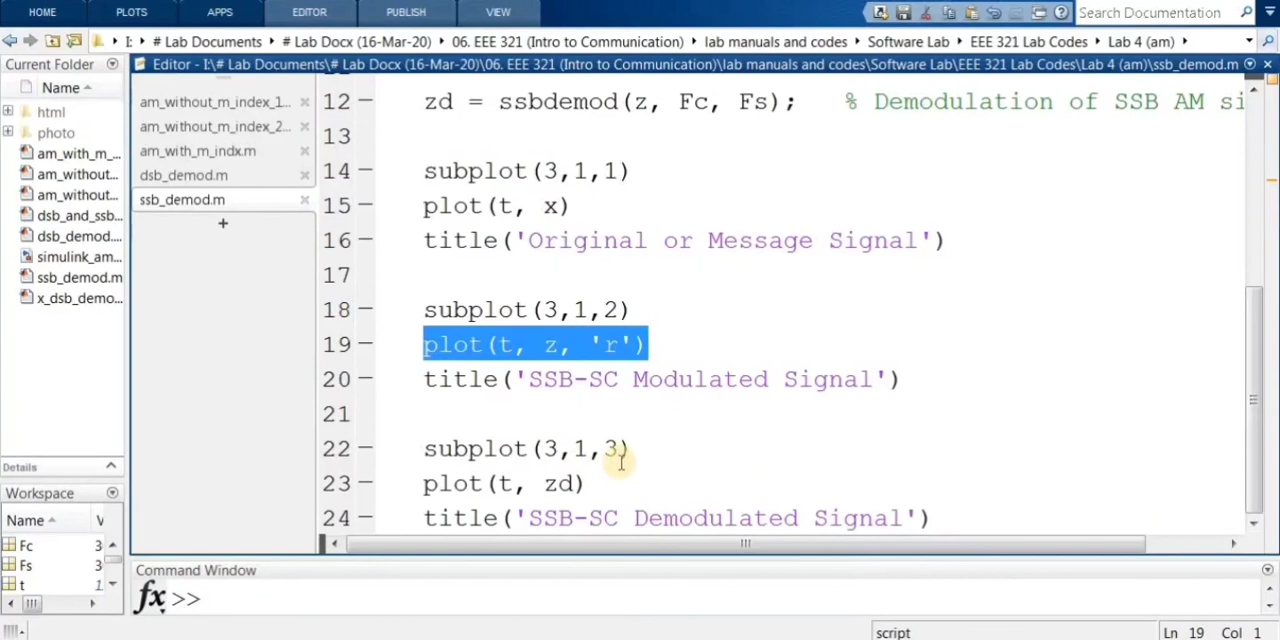 HOME PLOTS APPS EDITOR PUBLISH VIEW Search Documentation
I: # Lab Documents # Lab Docx (16-Mar-20) 06. EEE 321 (Intro to Communication) lab manuals and codes Software Lab EEE 321 Lab Codes Lab 4 (am)
Current Folder
Editor - I:\# Lab Documents\# Lab Docx (16-Mar-20)\06. EEE 321 (Intro to Communication)\lab manuals and codes\Software Lab\EEE 321 Lab Codes\Lab 4 (am)\ssb_demod.m
Name
html
photo
am_with_m_...
am_without...
am_without...
dsb_and_ssb...
dsb_demod....
simulink_am...
ssb_demod.m
x_dsb_demo...
Details
Workspace
Name V
Fc 3
Fs 3
t 1.
am_without_m_index_1...
am_without_m_index_2...
am_with_m_indx.m
dsb_demod.m
ssb_demod.m
+
12 zd = ssbdemod(z, Fc, Fs); % Demodulation of SSB AM si
13
14 subplot(3,1,1)
15 plot(t, x)
16 title('Original or Message Signal')
17
18 subplot(3,1,2)
19 plot(t, z, 'r')
20 title('SSB-SC Modulated Signal')
21
22 subplot(3,1,3)
23 plot(t, zd)
24 title('SSB-SC Demodulated Signal')
Command Window
fx >>
script Ln 19 Col 1